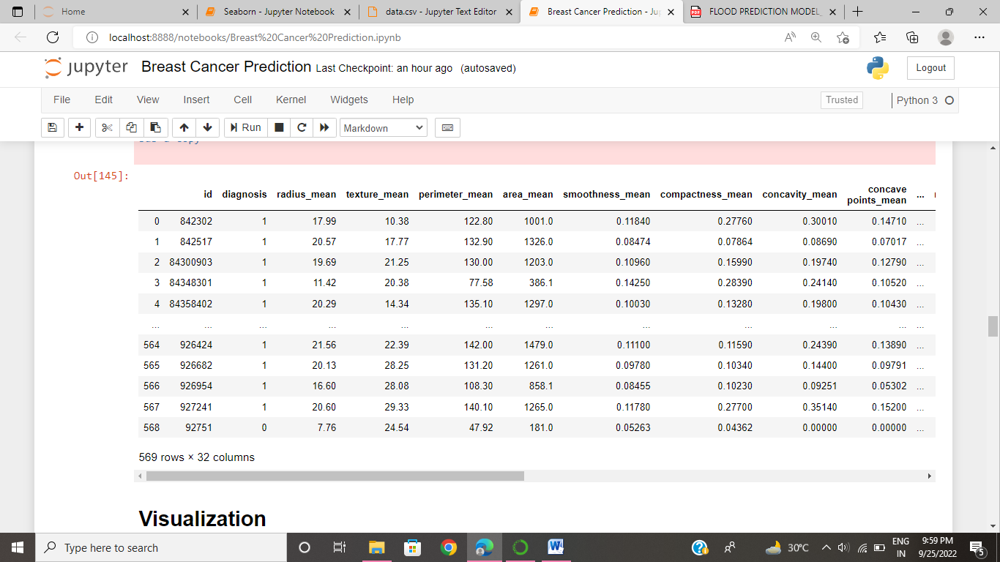 Home
Seaborn - Jupyter Notebook
data.csv - Jupyter Text Editor
Breast Cancer Prediction - Ju
PDF
FLOOD PREDICTION MODEL_
localhost:8888/notebooks/Breast%20Cancer%20Prediction.ipynb
jupyter Breast Cancer Prediction Last Checkpoint: an hour ago (autosaved)
Logout
File Edit View Insert Cell Kernel Widgets Help
Trusted
Python 3
Run
Markdown
Out[145]:
id diagnosis radius_mean texture_mean perimeter_mean area_mean smoothness_mean compactness_mean concavity_mean concave points_mean ...
0 842302 1 17.99 10.38 122.80 1001.0 0.11840 0.27760 0.30010 0.14710 ...
1 842517 1 20.57 17.77 132.90 1326.0 0.08474 0.07864 0.08690 0.07017 ...
2 84300903 1 19.69 21.25 130.00 1203.0 0.10960 0.15990 0.19740 0.12790 ...
3 84348301 1 11.42 20.38 77.58 386.1 0.14250 0.28390 0.24140 0.10520 ...
4 84358402 1 20.29 14.34 135.10 1297.0 0.10030 0.13280 0.19800 0.10430 ...
... ... ... ... ... ... ... ... ... ... ... ...
564 926424 1 21.56 22.39 142.00 1479.0 0.11100 0.11590 0.24390 0.13890 ...
565 926682 1 20.13 28.25 131.20 1261.0 0.09780 0.10340 0.14400 0.09791 ...
566 926954 1 16.60 28.08 108.30 858.1 0.08455 0.10230 0.09251 0.05302 ...
567 927241 1 20.60 29.33 140.10 1265.0 0.11780 0.27700 0.35140 0.15200 ...
568 92751 0 7.76 24.54 47.92 181.0 0.05263 0.04362 0.00000 0.00000 ...
569 rows × 32 columns
Visualization
Type here to search
30°C
ENG
IN
9:59 PM
9/25/2022
5